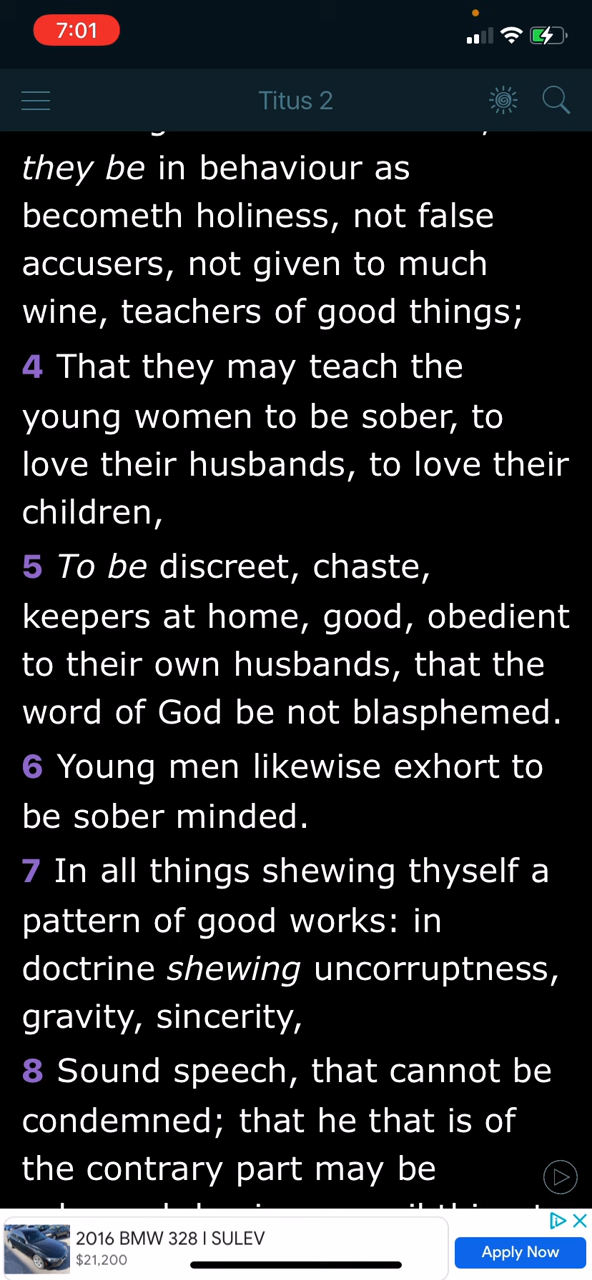 7:01
Titus 2
they be in behaviour as
becometh holiness, not false
accusers, not given to much
wine, teachers of good things;
4 That they may teach the
young women to be sober, to
love their husbands, to love their
children,
5 To be discreet, chaste,
keepers at home, good, obedient
to their own husbands, that the
word of God be not blasphemed.
6 Young men likewise exhort to
be sober minded.
7 In all things shewing thyself a
pattern of good works: in
doctrine shewing uncorruptness,
gravity, sincerity,
8 Sound speech, that cannot be
condemned; that he that is of
the contrary part may be
2016 BMW 328 I SULEV
$21,200
Apply Now